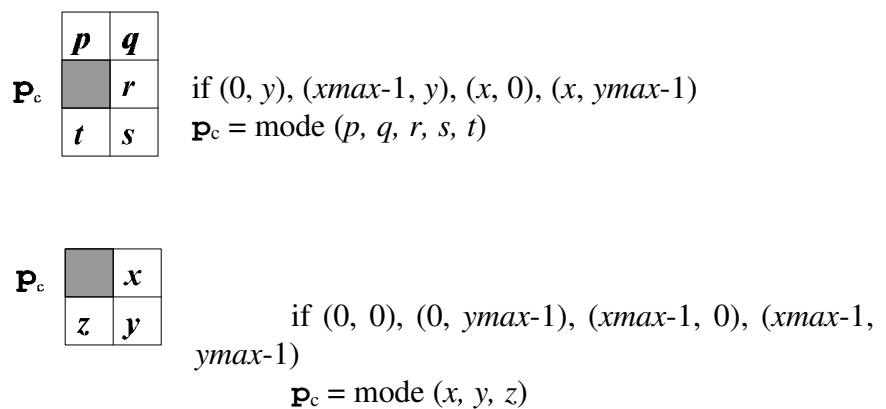 p q
p_c r if (0, y), (xmax-1, y), (x, 0), (x, ymax-1)
t s p_c = mode (p, q, r, s, t)
p_c x
z y if (0, 0), (0, ymax-1), (xmax-1, 0), (xmax-1,
ymax-1)
p_c = mode (x, y, z)